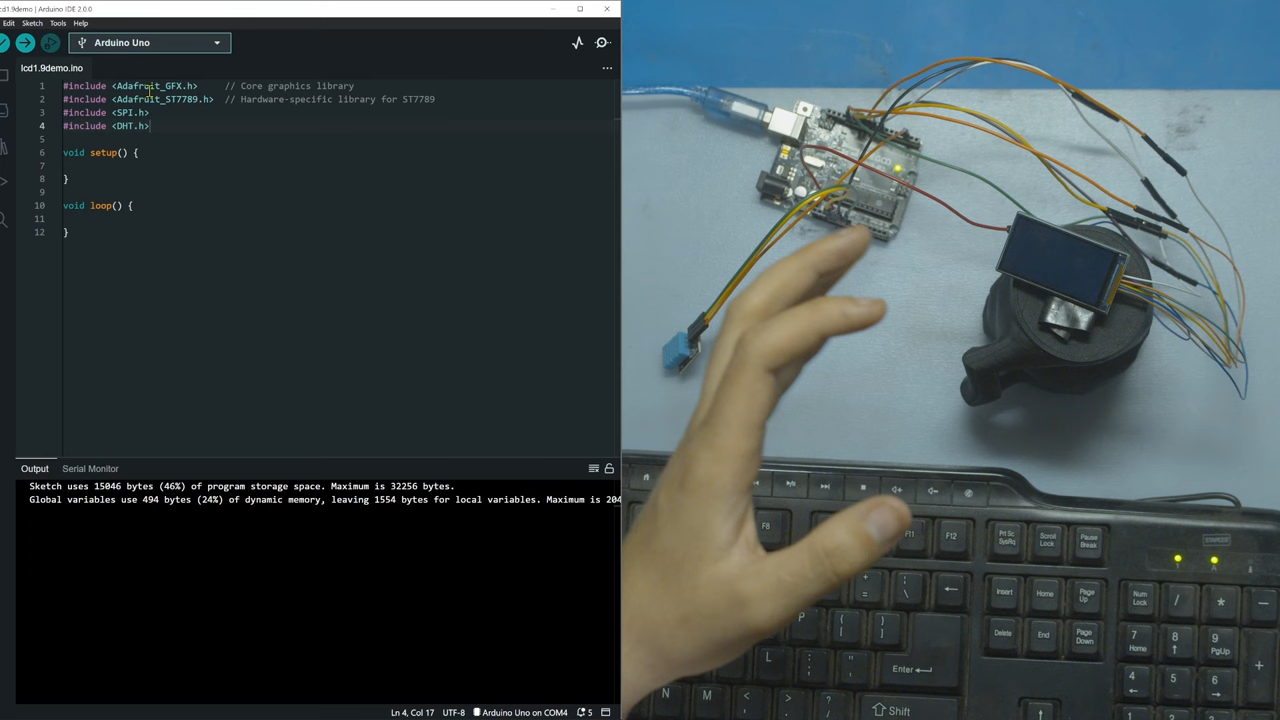 lcd1.9demo | Arduino IDE 2.0.0
Edit Sketch Tools Help
Arduino Uno
lcd1.9demo.ino
1 #include <Adafruit_GFX.h> // Core graphics library
2 #include <Adafruit_ST7789.h> // Hardware-specific library for ST7789
3 #include <SPI.h>
4 #include <DHT.h>
5
6 void setup() {
7
8 }
9
10 void loop() {
11
12 }
Output Serial Monitor
Sketch uses 15046 bytes (46%) of program storage space. Maximum is 32256 bytes.
Global variables use 494 bytes (24%) of dynamic memory, leaving 1554 bytes for local variables. Maximum is 204
Ln 4, Col 17 UTF-8 Arduino Uno on COM4 5
F8 F11 F12 Prt Sc SysRq Scroll Lock Pause Break
STAPLES
+ = | \ ← Insert Home Page Up Num Lock / * —
P { [ } ] Delete End Page Down 7 Home 8 ↑ 9 PgUp +
L : ; " ' Enter 4 ← 5 6 →
N M < , > . ? / Shift ↑